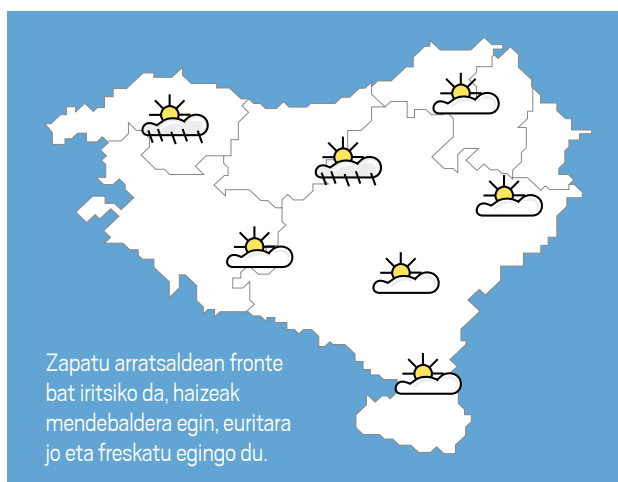 Zapatu arratsaldean fronte
bat iritsiko da, haizeak
mendebaldera egin, euritara
jo eta freskatu egingo du.